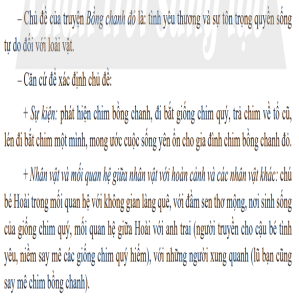 – Chủ đề của truyện Bồng chanh đỏ là: tình yêu thương và sự tôn trọng quyền sống
tự do đối với loài vật.
– Căn cứ để xác định chủ đề:
+ Sự kiện: phát hiện chim bồng chanh, đi bắt giống chim quý, trả chim về tổ cũ,
lén đi bắt chim một mình, mong ước cuộc sống yên ổn cho gia đình chim bồng chanh đỏ.
+ Nhân vật và mối quan hệ giữa nhân vật với hoàn cảnh và các nhân vật khác: chú
bé Hoài trong mối quan hệ với không gian làng quê, với đầm sen thơ mộng, nơi sinh sống
của giống chim quý, mối quan hệ giữa Hoài với anh trai (người truyền cho cậu bé tình
yêu, niềm say mê các giống chim quý hiếm), với những người xung quanh (lũ bạn cũng
say mê chim bồng chanh).